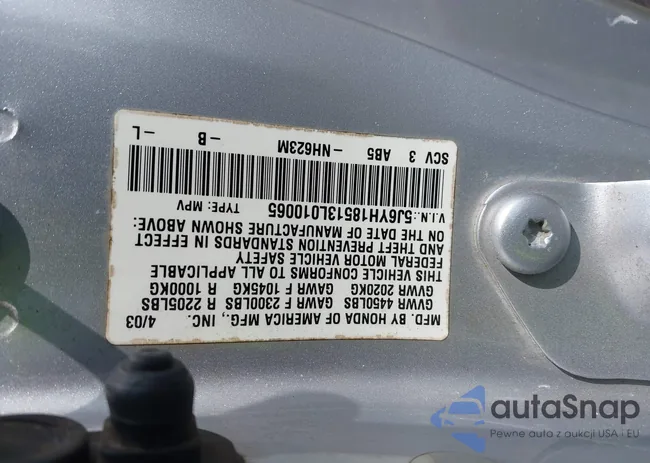 MFD. BY HONDA OF AMERICA MFG., INC. 4/03
GVWR 4450LBS GAWR F 2300LBS R 2205LBS
GVWR 2020KG GAWR F 1045KG R 1000KG
THIS VEHICLE CONFORMS TO ALL APPLICABLE
FEDERAL MOTOR VEHICLE SAFETY
AND THEFT PREVENTION STANDARDS IN EFFECT
ON THE DATE OF MANUFACTURE SHOWN ABOVE:
V.I.N.: 5J6YH18513L010065 TYPE: MPV
SCV 3 AB5 -NH623M -B -L
autaSnap
Pewne auta z aukcji USA i EU